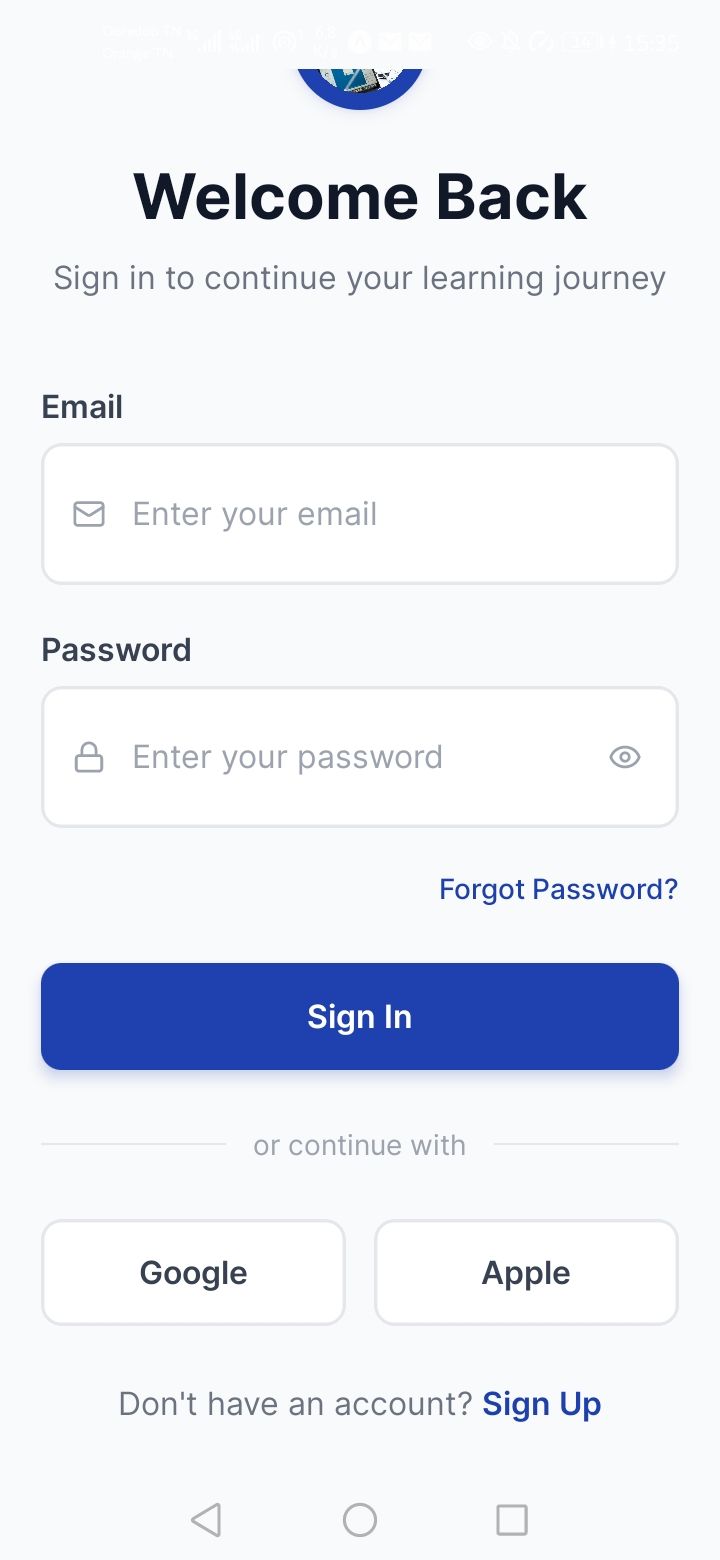 Ooredoo TN
Orange TN
6,8
K/s
34
15:35
Welcome Back
Sign in to continue your learning journey
Email
Enter your email
Password
Enter your password
Forgot Password?
Sign In
or continue with
Google
Apple
Don't have an account? Sign Up